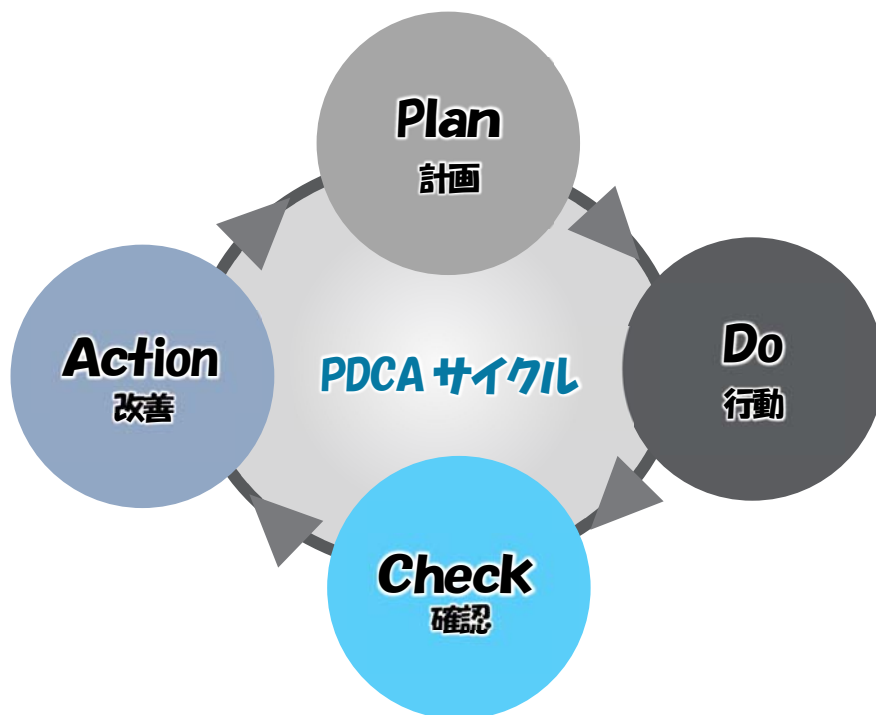 Plan
計画
Do
行動
Check
確認
Action
改善
PDCA サイクル